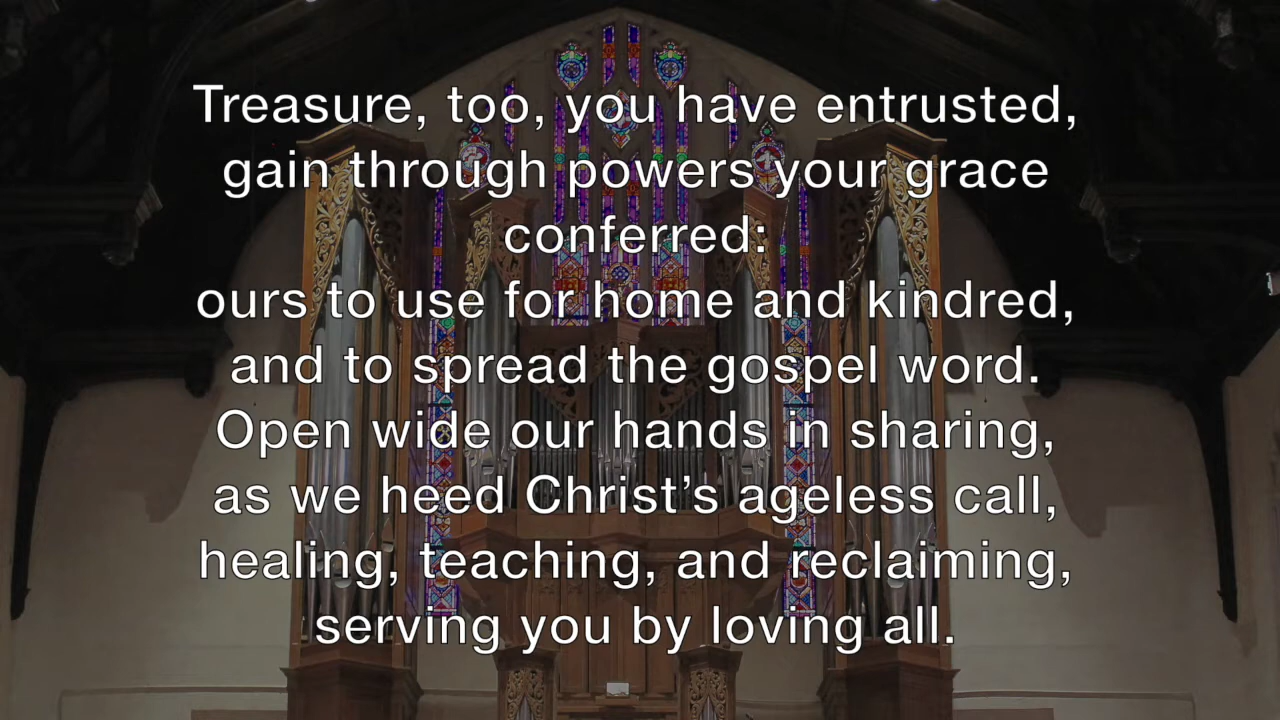 Treasure, too, you have entrusted,
gain through powers your grace
conferred:
ours to use for home and kindred,
and to spread the gospel word.
Open wide our hands in sharing,
as we heed Christ’s ageless call,
healing, teaching, and reclaiming,
serving you by loving all.